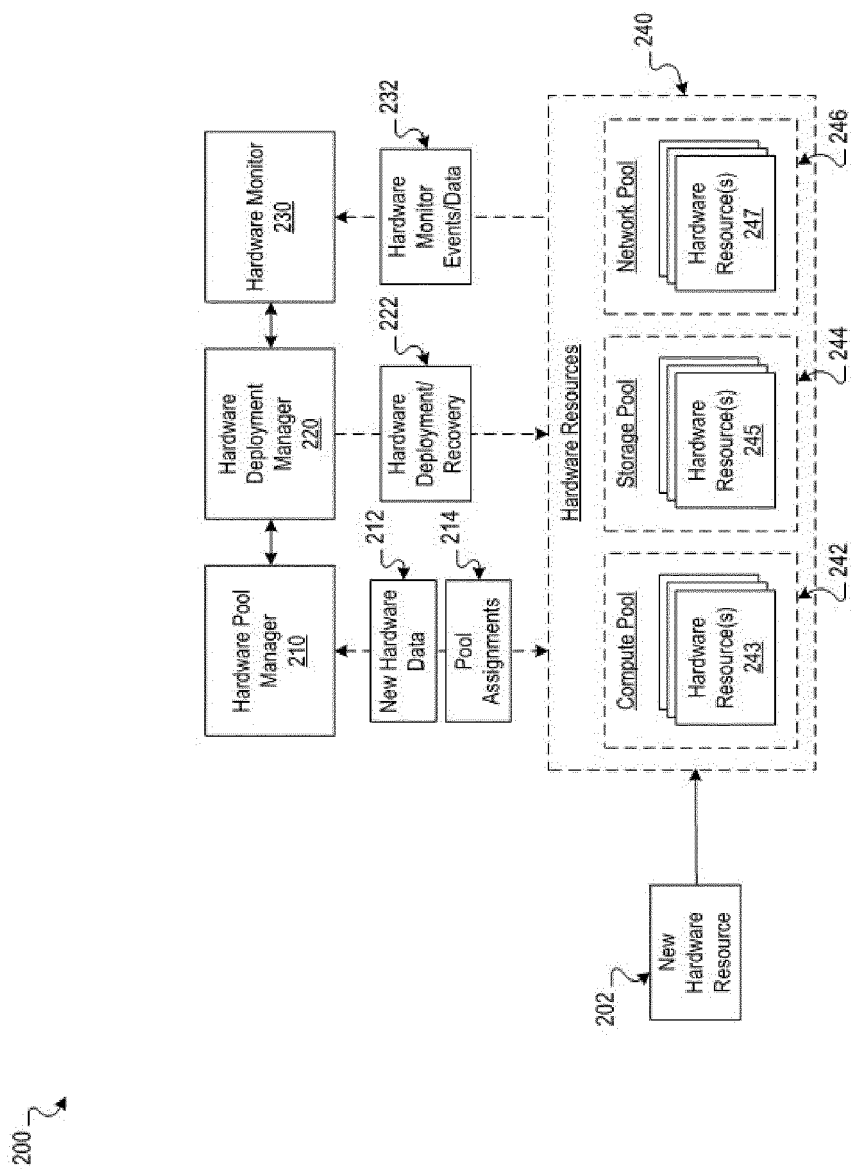 200
202
New
Hardware
Resource
Hardware Pool
Manager
210
Hardware
Deployment
Manager
220
Hardware Monitor
230
New Hardware
Data
212
Pool
Assignments
214
Hardware
Deployment/
Recovery
222
Hardware
Monitor
Events/Data
232
Hardware Resources
240
Compute Pool
Hardware
Resource(s)
243
242
Storage Pool
Hardware
Resource(s)
245
244
Network Pool
Hardware
Resource(s)
247
246